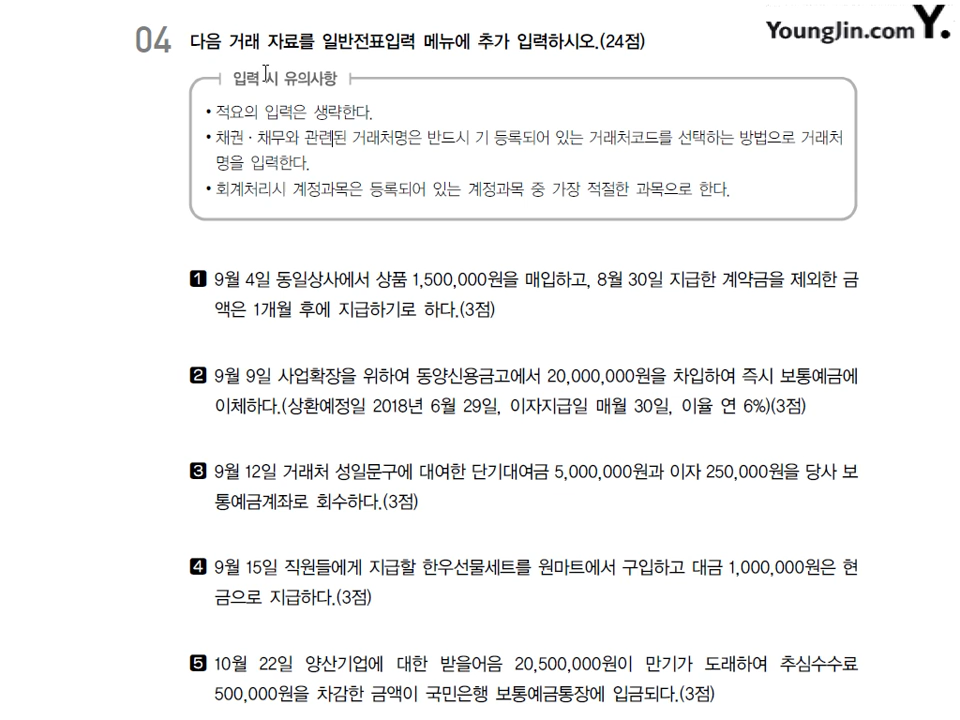 YoungJin.com Y.
04 다음 거래 자료를 일반전표입력 메뉴에 추가 입력하시오.(24점)
입력 시 유의사항
• 적요의 입력은 생략한다.
• 채권·채무와 관련된 거래처명은 반드시 기 등록되어 있는 거래처코드를 선택하는 방법으로 거래처
명을 입력한다.
• 회계처리시 계정과목은 등록되어 있는 계정과목 중 가장 적절한 과목으로 한다.
1 9월 4일 동일상사에서 상품 1,500,000원을 매입하고, 8월 30일 지급한 계약금을 제외한 금
액은 1개월 후에 지급하기로 하다.(3점)
2 9월 9일 사업확장을 위하여 동양신용금고에서 20,000,000원을 차입하여 즉시 보통예금에
이체하다.(상환예정일 2018년 6월 29일, 이자지급일 매월 30일, 이율 연 6%)(3점)
3 9월 12일 거래처 성일문구에 대여한 단기대여금 5,000,000원과 이자 250,000원을 당사 보
통예금계좌로 회수하다.(3점)
4 9월 15일 직원들에게 지급할 한우선물세트를 원마트에서 구입하고 대금 1,000,000원은 현
금으로 지급하다.(3점)
5 10월 22일 양산기업에 대한 받을어음 20,500,000원이 만기가 도래하여 추심수수료
500,000원을 차감한 금액이 국민은행 보통예금통장에 입금되다.(3점)